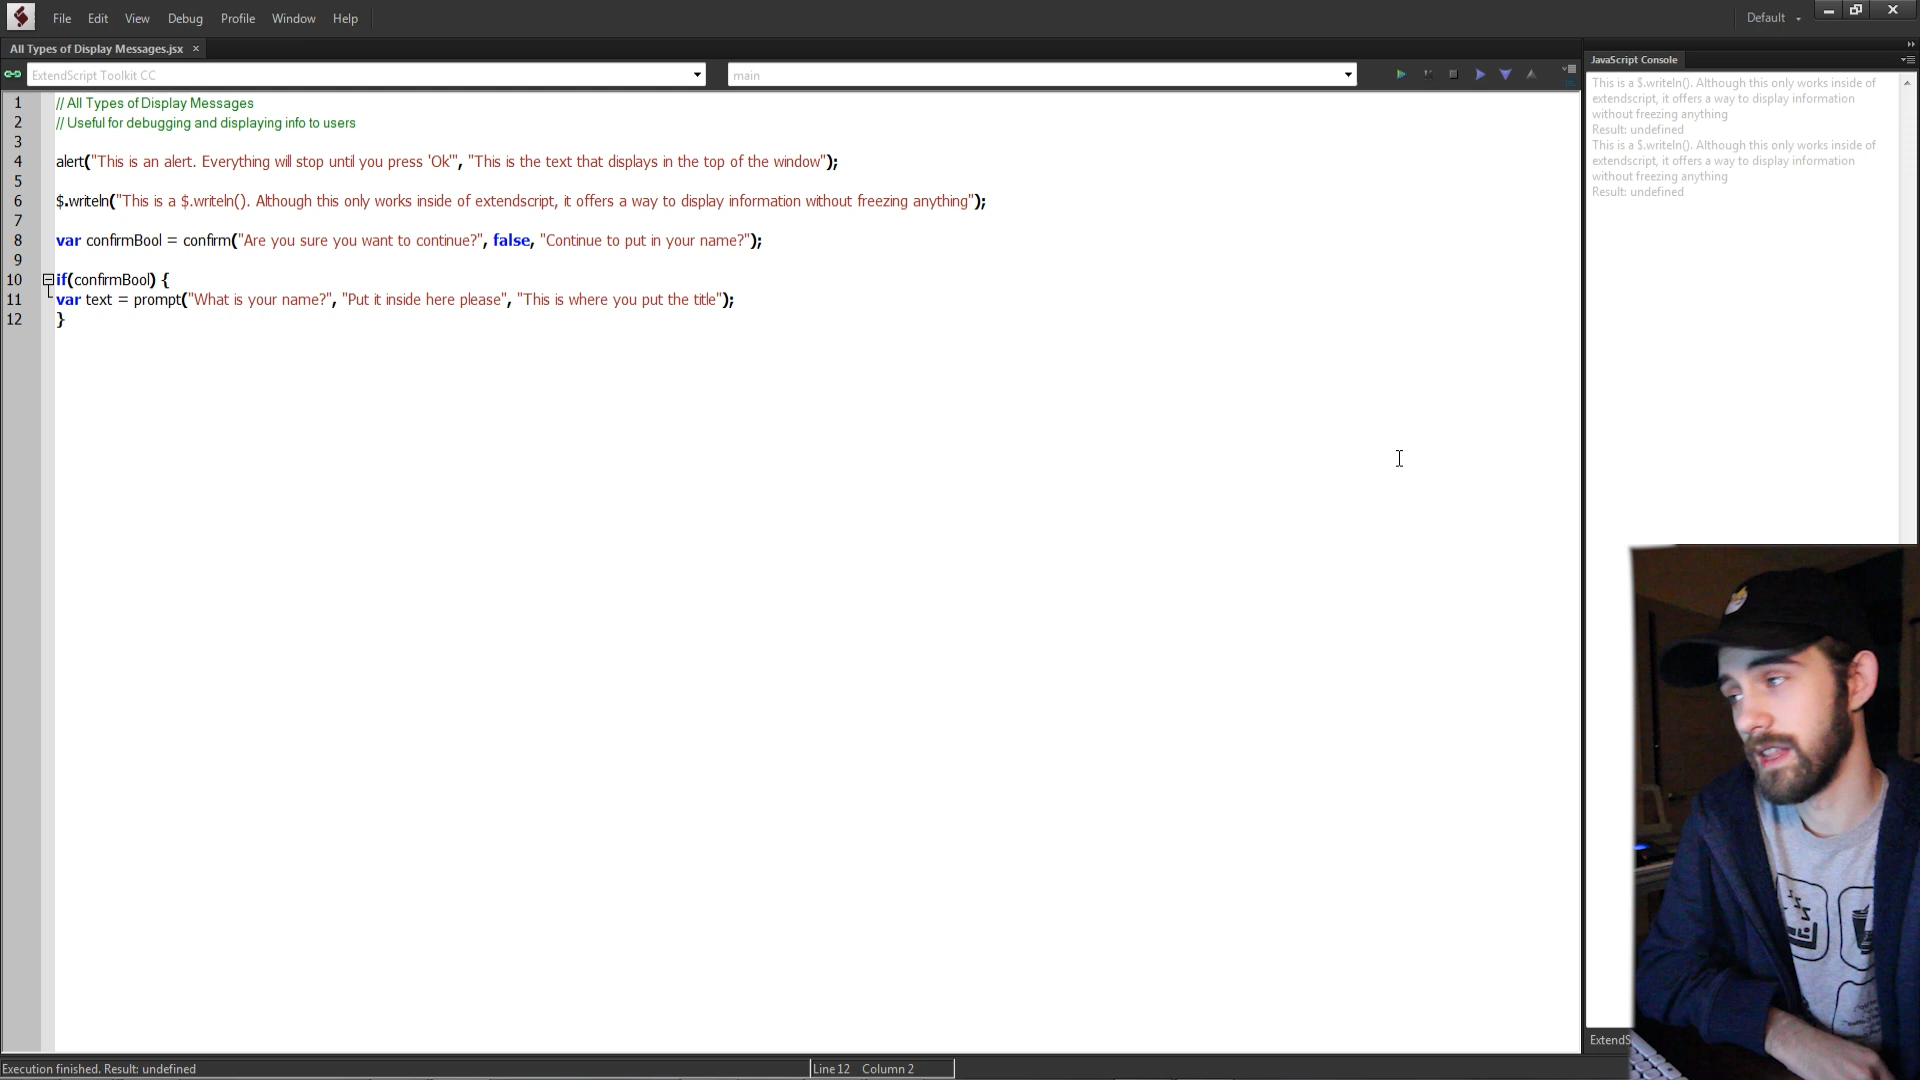 File Edit View Debug Profile Window Help
Default
All Types of Display Messages.jsx
JavaScript Console
ExtendScript Toolkit CC
main
1 // All Types of Display Messages
2 // Useful for debugging and displaying info to users
3
4 alert("This is an alert. Everything will stop until you press 'Ok'", "This is the text that displays in the top of the window");
5
6 $.writeln("This is a $.writeln(). Although this only works inside of extendscript, it offers a way to display information without freezing anything");
7
8 var confirmBool = confirm("Are you sure you want to continue?", false, "Continue to put in your name?");
9
10 if(confirmBool) {
11 var text = prompt("What is your name?", "Put it inside here please", "This is where you put the title");
12 }
This is a $.writeln(). Although this only works inside of
extendscript, it offers a way to display information
without freezing anything
Result: undefined
This is a $.writeln(). Although this only works inside of
extendscript, it offers a way to display information
without freezing anything
Result: undefined
Execution finished. Result: undefined
Line 12 Column 2